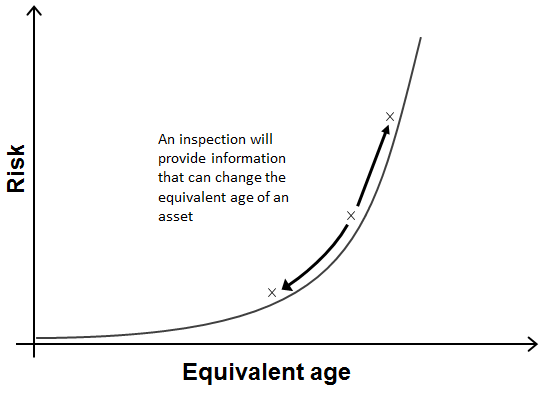 An inspection will
provide information
that can change the
equivalent age of an
asset
Risk
Equivalent age